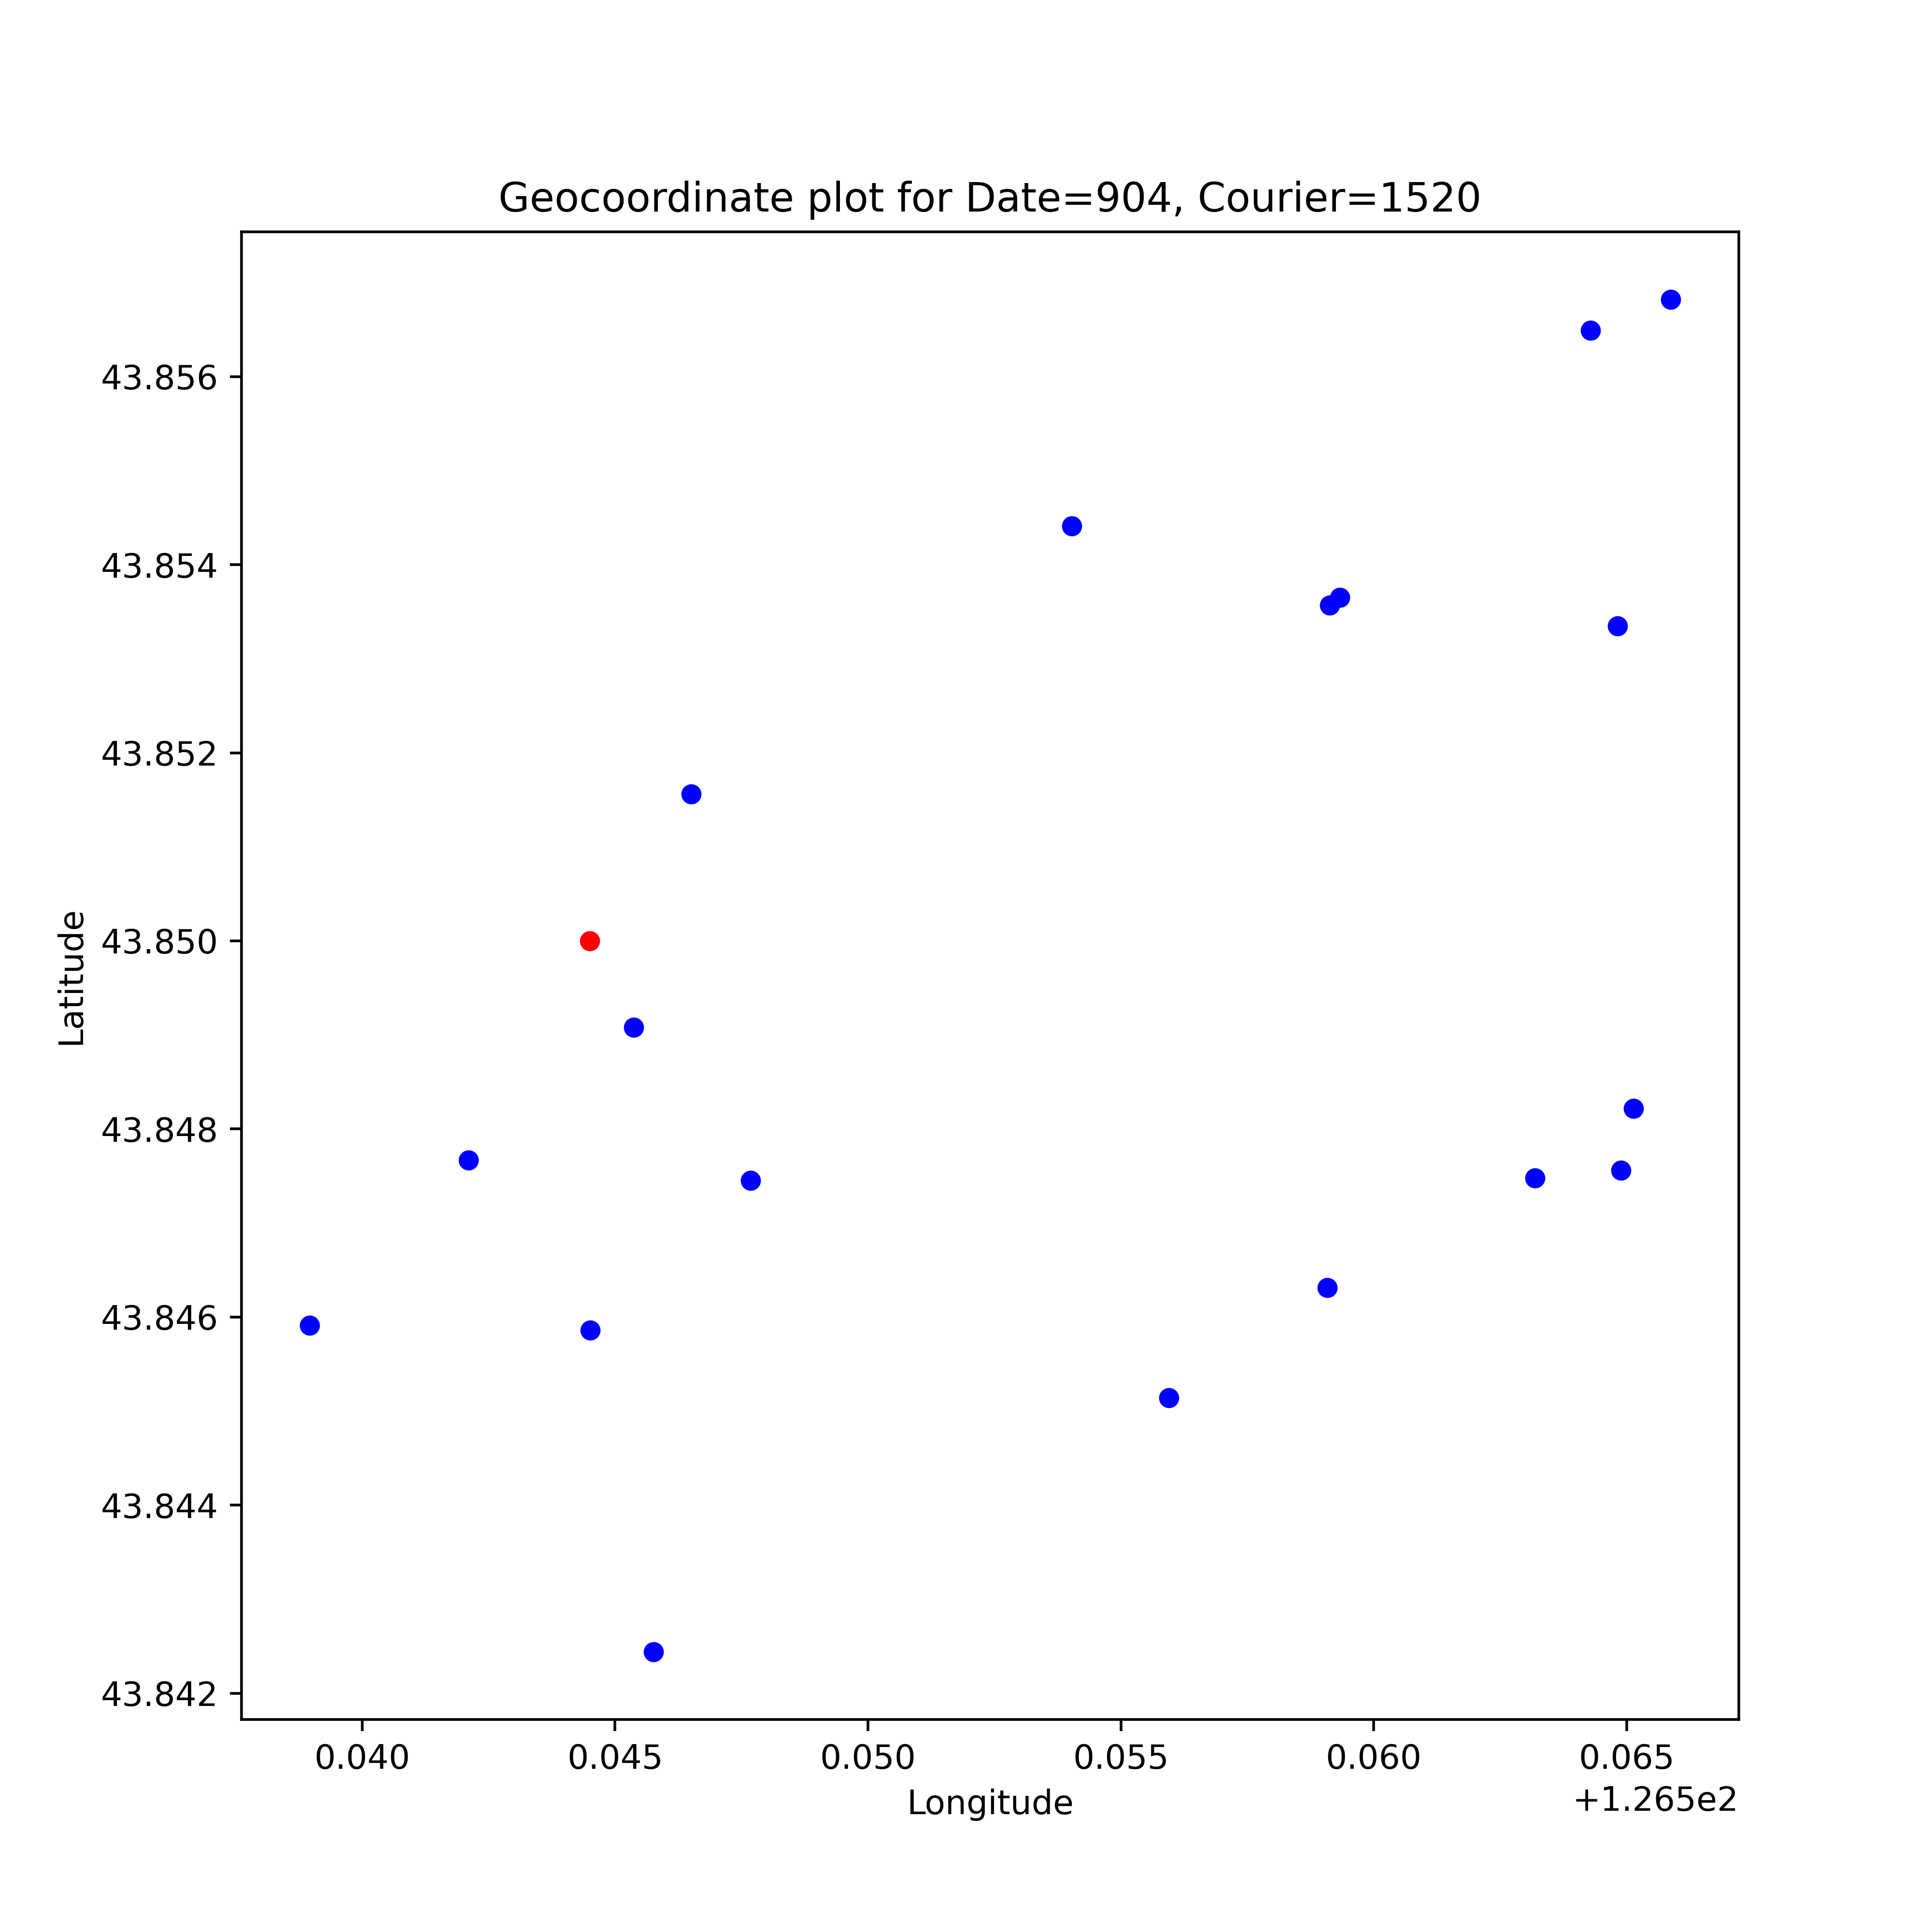 Geocoordinate plot for Date=904, Courier=1520
43.856
43.854
43.852
43.850
43.848
43.846
43.844
43.842
Latitude
0.040 0.045 0.050 0.055 0.060 0.065
+1.265e2
Longitude